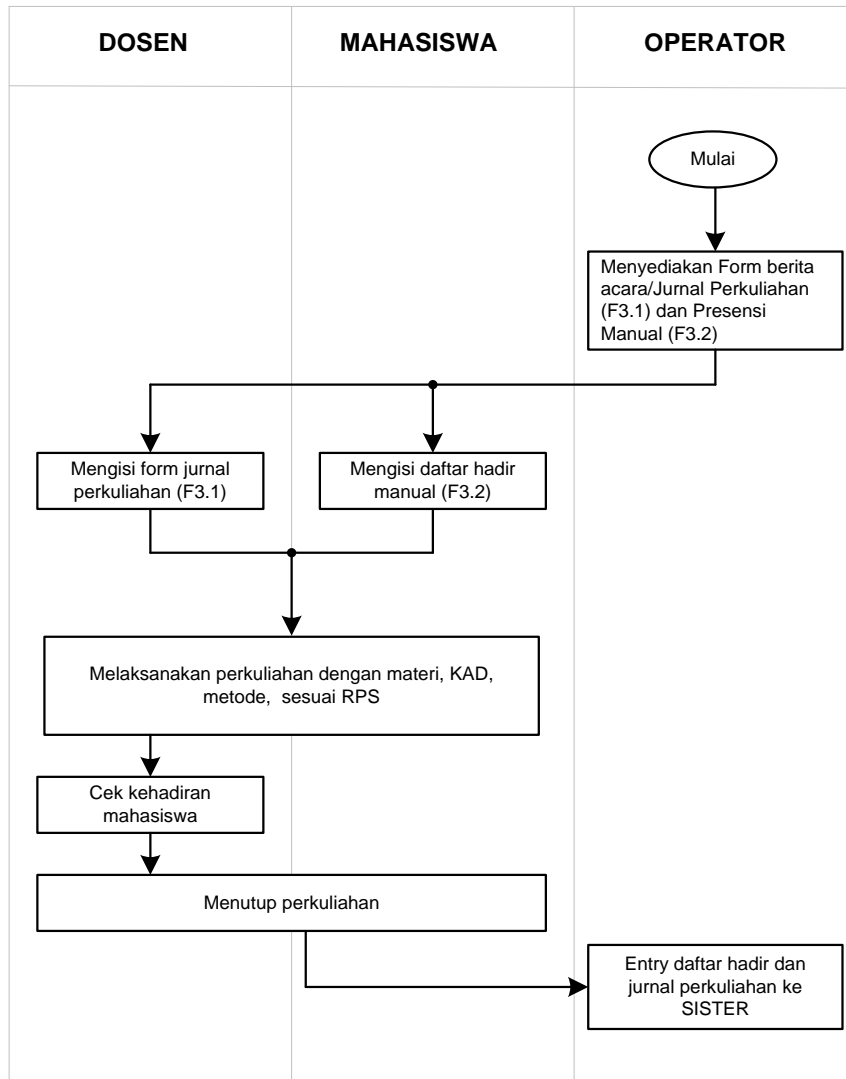 DOSEN
MAHASISWA
OPERATOR
Mulai
Menyediakan Form berita
acara/Jurnal Perkuliahan
(F3.1) dan Presensi
Manual (F3.2)
Mengisi form jurnal
perkuliahan (F3.1)
Mengisi daftar hadir
manual (F3.2)
Melaksanakan perkuliahan dengan materi, KAD,
metode, sesuai RPS
Cek kehadiran
mahasiswa
Menutup perkuliahan
Entry daftar hadir dan
jurnal perkuliahan ke
SISTER